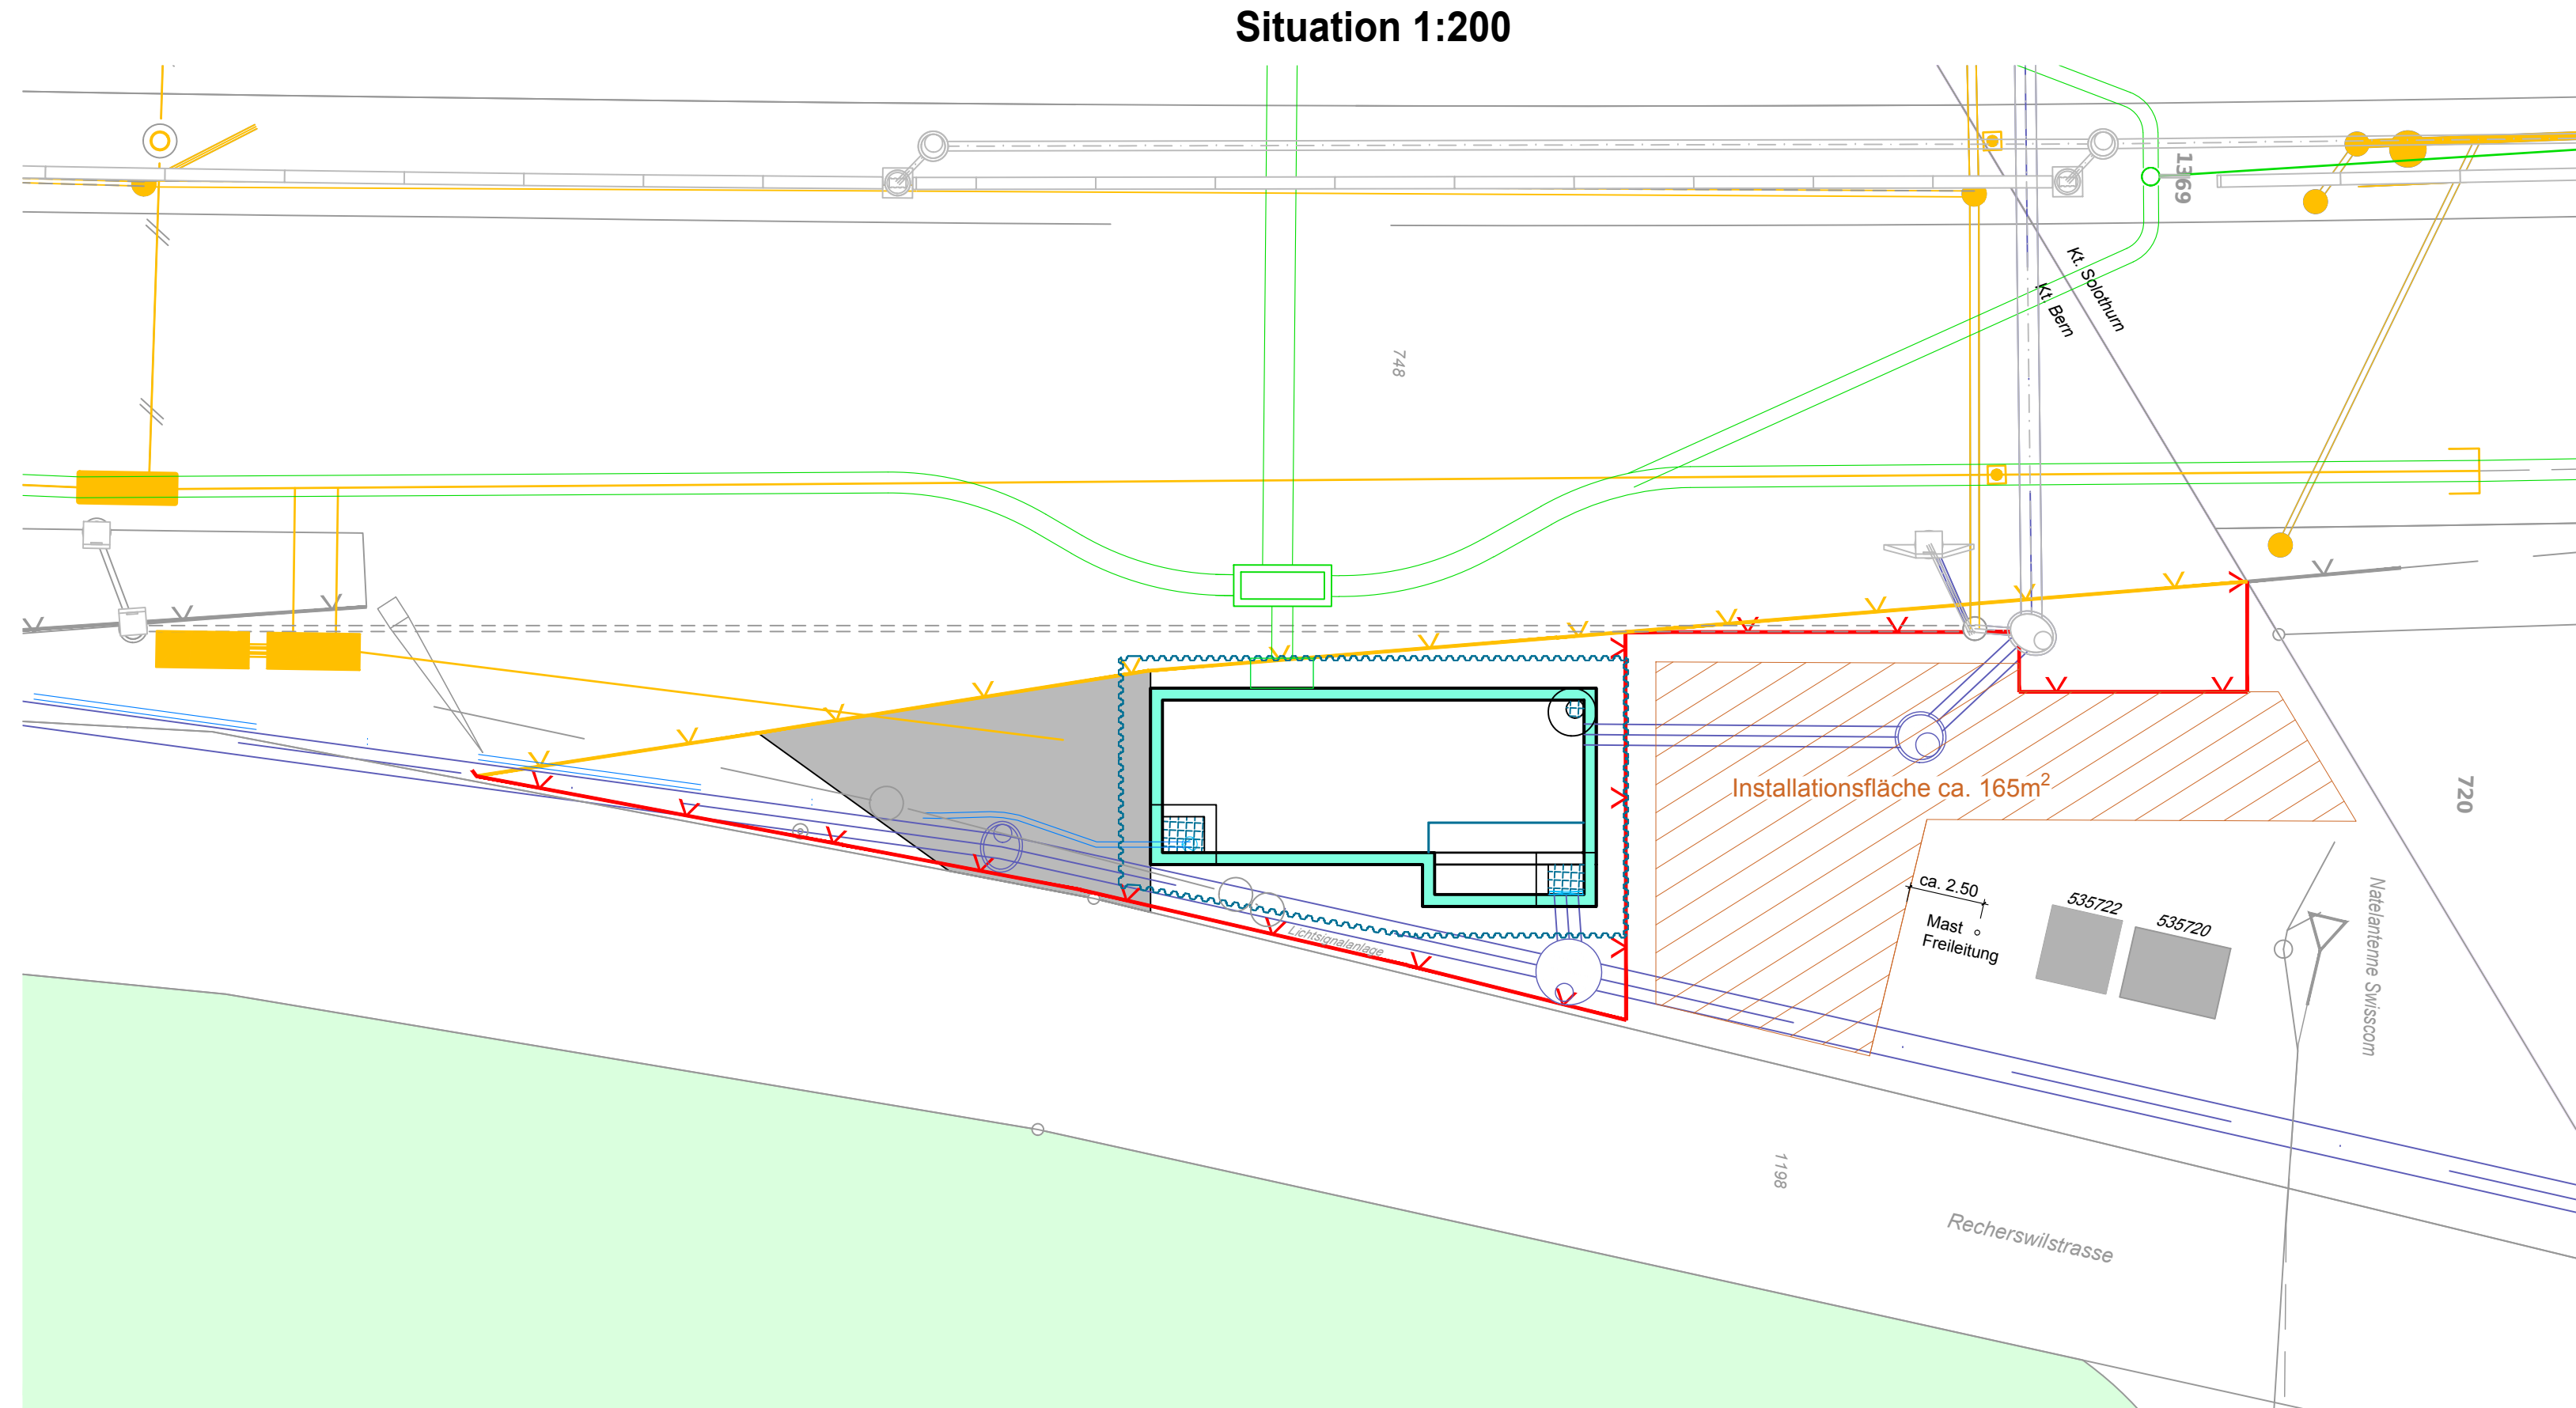 Situation 1:200
1369
Kt. Solothurn
Kt. Bern
748
Installationsfläche ca. 165m²
720
ca. 2.50
Mast
Freileitung
535722
535720
Natelantenne Swisscom
Lichtsignalanlage
1198
Recherswilstrasse